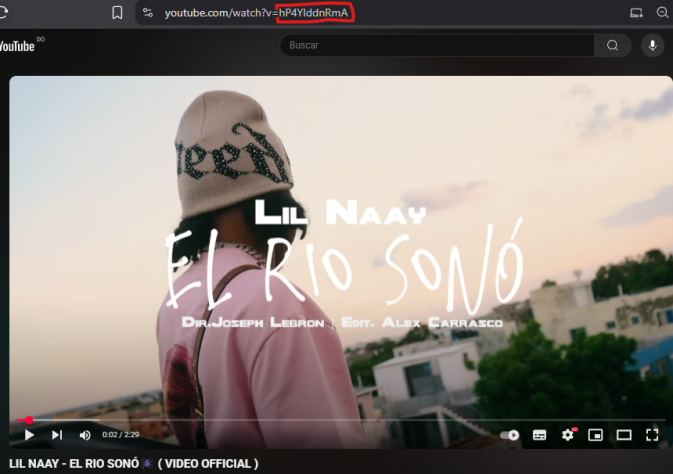 youtube.com/watch?v=hP4YIddnRmA
YouTube DO
Buscar
LIL NAAY
EL RIO SONÓ
DIR.JOSEPH LEBRON EDIT. ALEX CARRASCO
0:02 / 2:29
LIL NAAY - EL RIO SONÓ🕷️ ( VIDEO OFFICIAL )